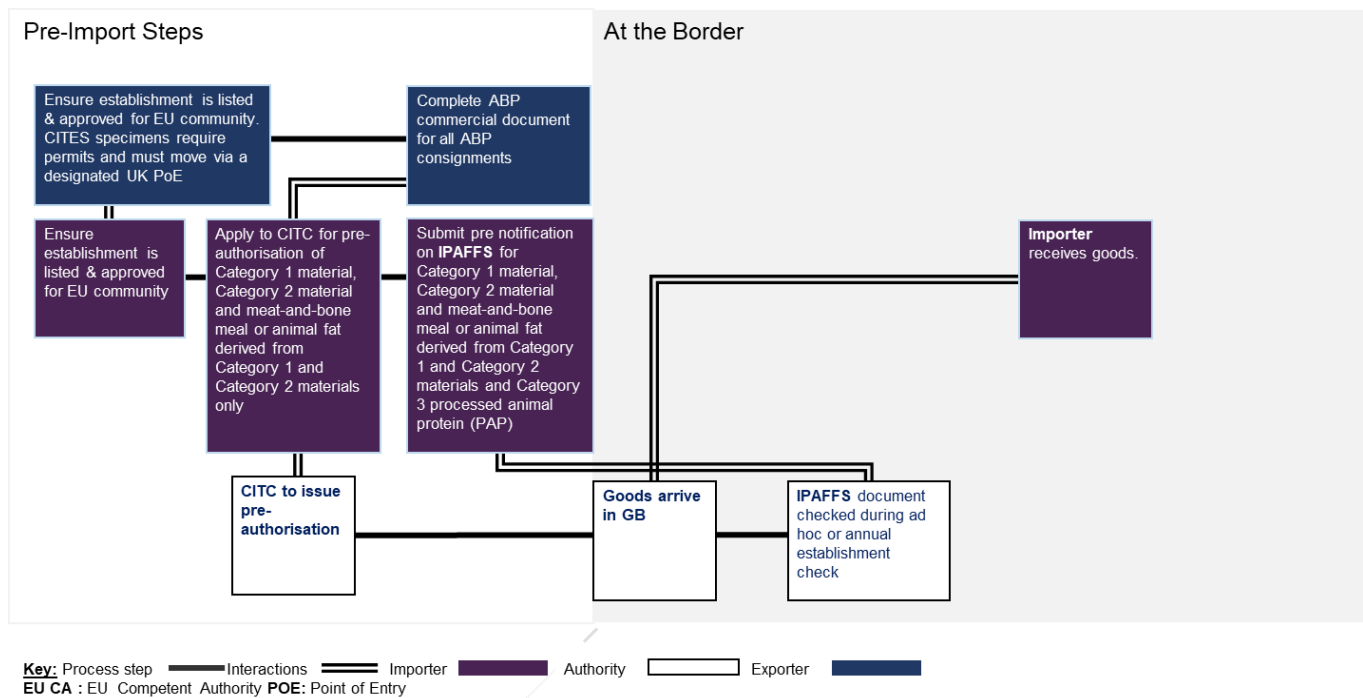 Pre-Import Steps
At the Border
Ensure establishment is listed
& approved for EU community.
CITES specimens require
permits and must move via a
designated UK PoE
Complete ABP
commercial document
for all ABP
consignments
Ensure
establishment is
listed & approved
for EU community
Apply to CITC for pre-
authorisation of
Category 1 material,
Category 2 material
and meat-and-bone
meal or animal fat
derived from
Category 1 and
Category 2 materials
only
Submit pre notification
on IPAFFS for
Category 1 material,
Category 2 material
and meat-and-bone
meal or animal fat
derived from Category
1 and Category 2
materials and Category
3 processed animal
protein (PAP)
Importer
receives goods.
CITC to issue
pre-
authorisation
Goods arrive
in GB
IPAFFS document
checked during ad
hoc or annual
establishment
check
Key: Process step Interactions Importer Authority Exporter
EU CA : EU Competent Authority POE: Point of Entry